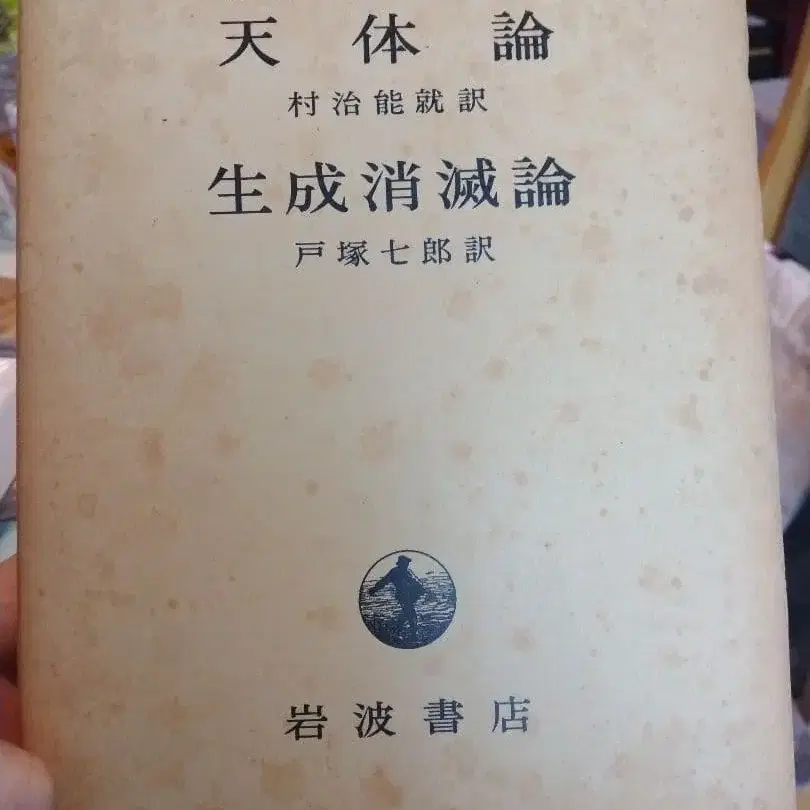 天体論
村治能就訳
生成消滅論
戸塚七郎訳
岩波書店